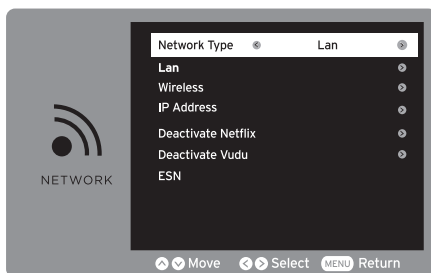 Network Type Lan
Lan
Wireless
IP Address
Deactivate Netflix
Deactivate Vudu
ESN
NETWORK
Move Select MENU Return